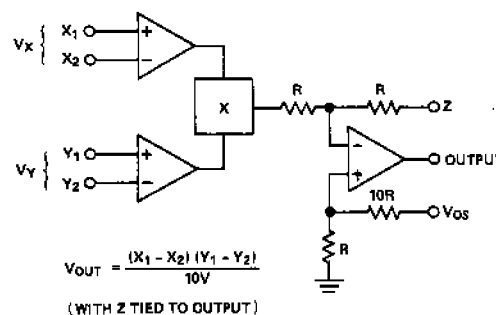 VX { X1 +
X2 −
X
R R Z
− OUTPUT
+
VY { Y1 +
Y2 −
10R VOS
R
VOUT = (X1 - X2) (Y1 - Y2) / 10V
(WITH Z TIED TO OUTPUT)